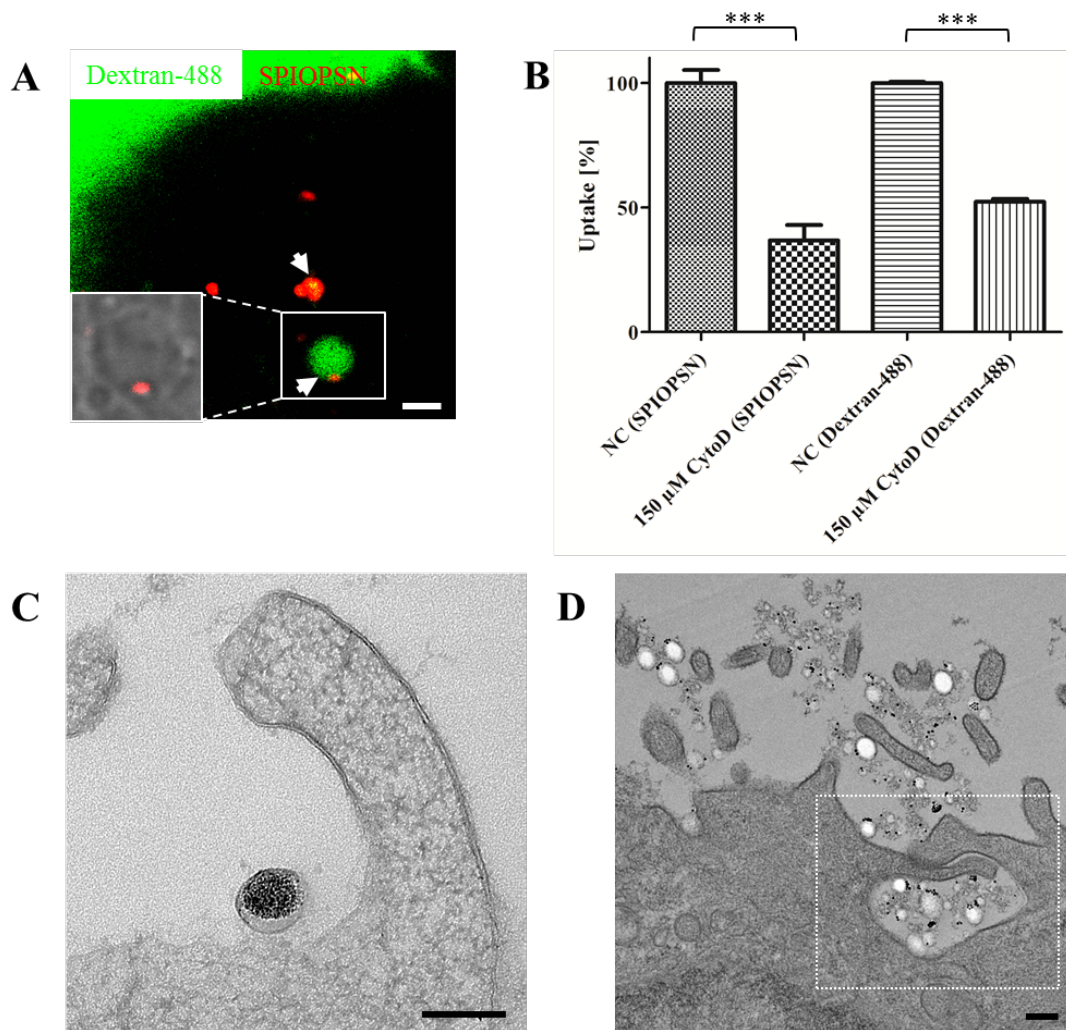 A
Dextran-488 SPIOPSN
B
*** ***
Uptake [%]
100
50
0
NC (SPIOPSN)
150 µM CytoD (SPIOPSN)
NC (Dextran-488)
150 µM CytoD (Dextran-488)
C
D